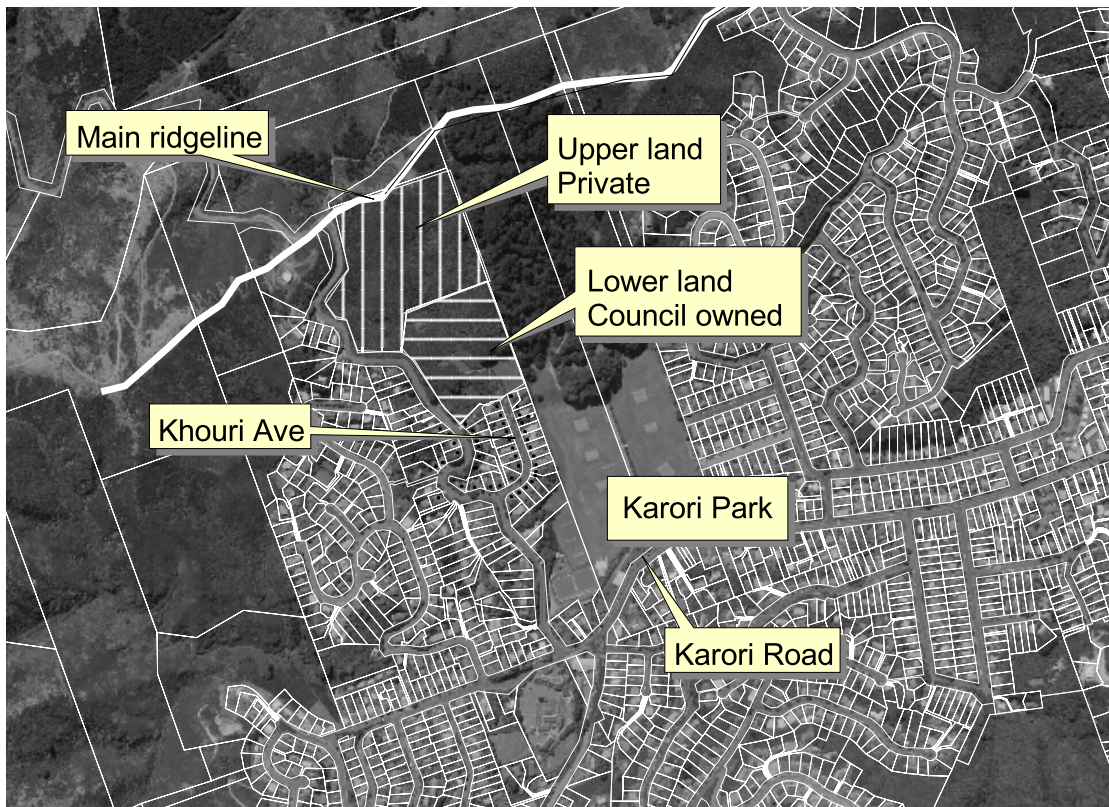 Main ridgeline
Upper land
Private
Lower land
Council owned
Khouri Ave
Karori Park
Karori Road